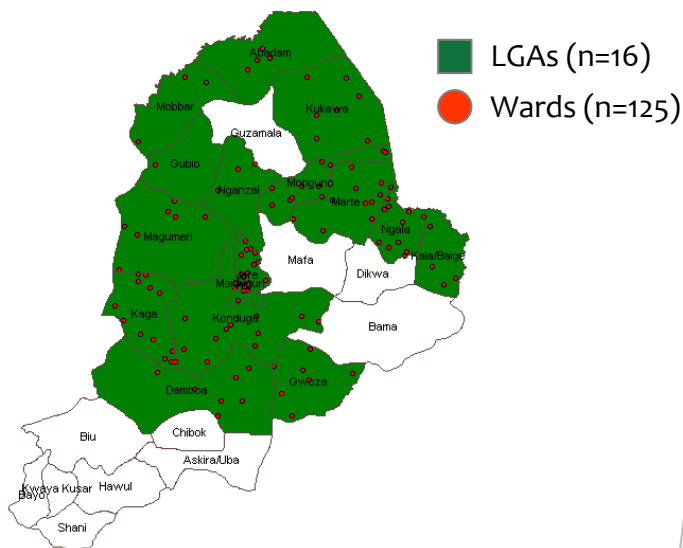 LGAs (n=16)
Wards (n=125)
Abadam
Mobbar
Kukawa
Guzamala
Gubio
Nganzai
Monguno
Marte
Magumeri
Ngala
Mafa
Kala/Balge
Dikwa
Kaga
Konduga
Bama
Damboa
Gwoza
Biu
Chibok
Askira/Uba
Kwaya Kusar
Hawul
Bayo
Shani